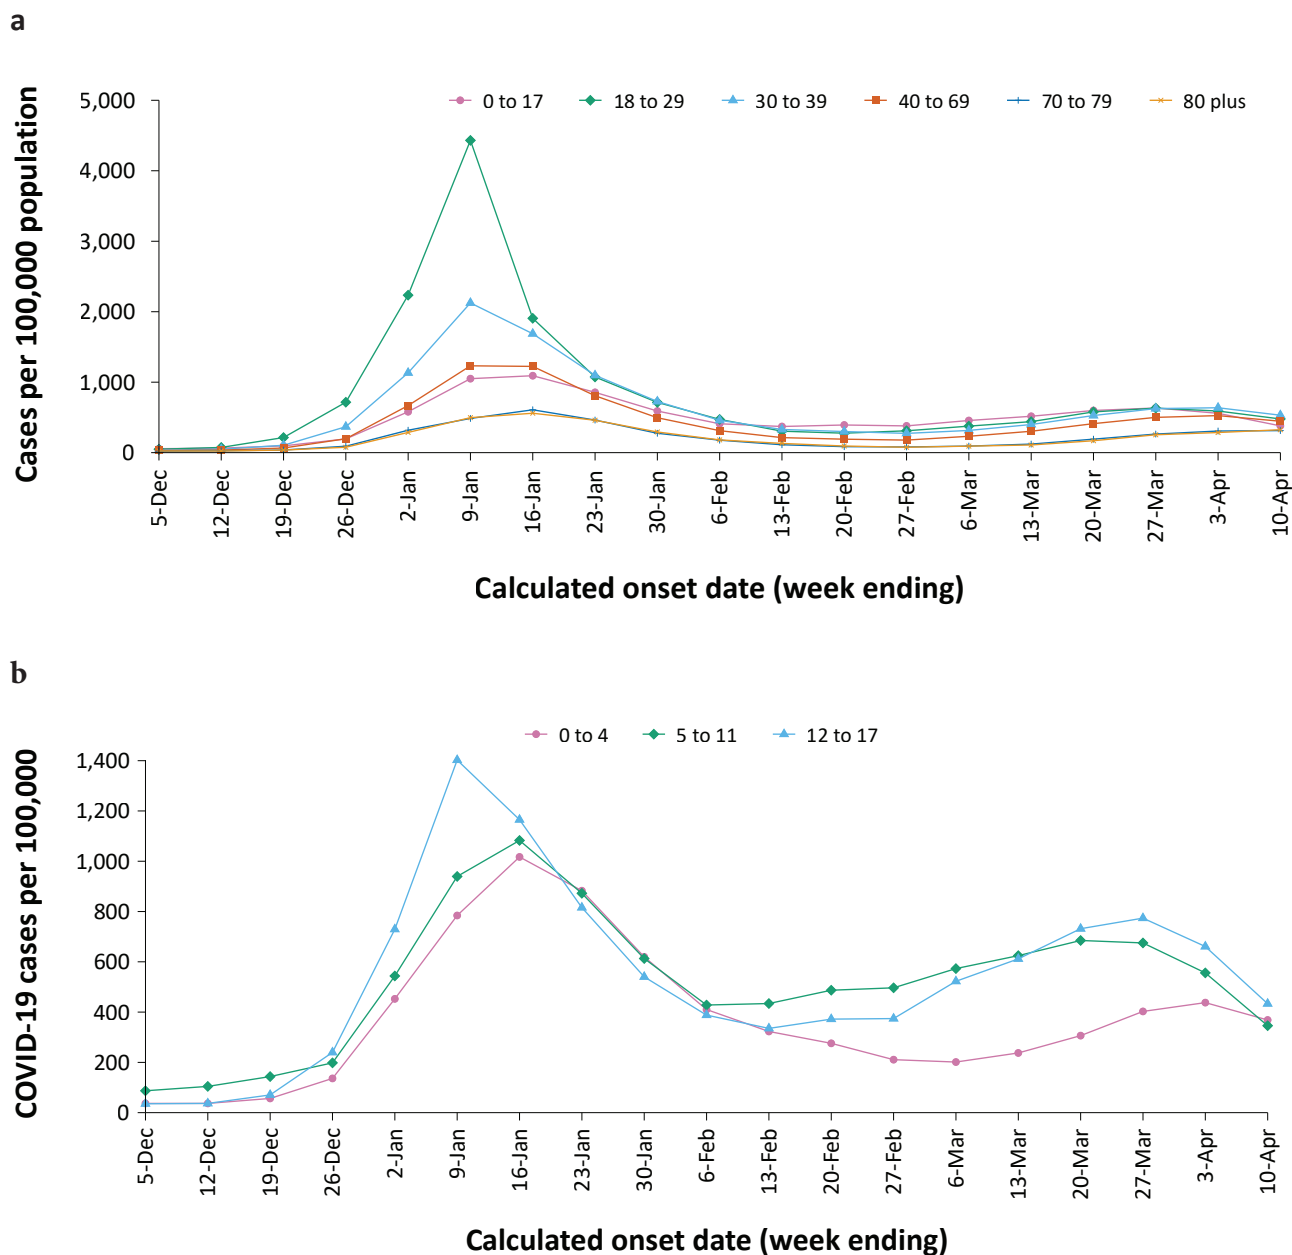 a
0 to 17 18 to 29 30 to 39 40 to 69 70 to 79 80 plus
Cases per 100,000 population
5,000
4,000
3,000
2,000
1,000
0
5-Dec 12-Dec 19-Dec 26-Dec 2-Jan 9-Jan 16-Jan 23-Jan 30-Jan 6-Feb 13-Feb 20-Feb 27-Feb 6-Mar 13-Mar 20-Mar 27-Mar 3-Apr 10-Apr
Calculated onset date (week ending)
b
0 to 4 5 to 11 12 to 17
COVID-19 cases per 100,000
1,400
1,200
1,000
800
600
400
200
0
5-Dec 12-Dec 19-Dec 26-Dec 2-Jan 9-Jan 16-Jan 23-Jan 30-Jan 6-Feb 13-Feb 20-Feb 27-Feb 6-Mar 13-Mar 20-Mar 27-Mar 3-Apr 10-Apr
Calculated onset date (week ending)